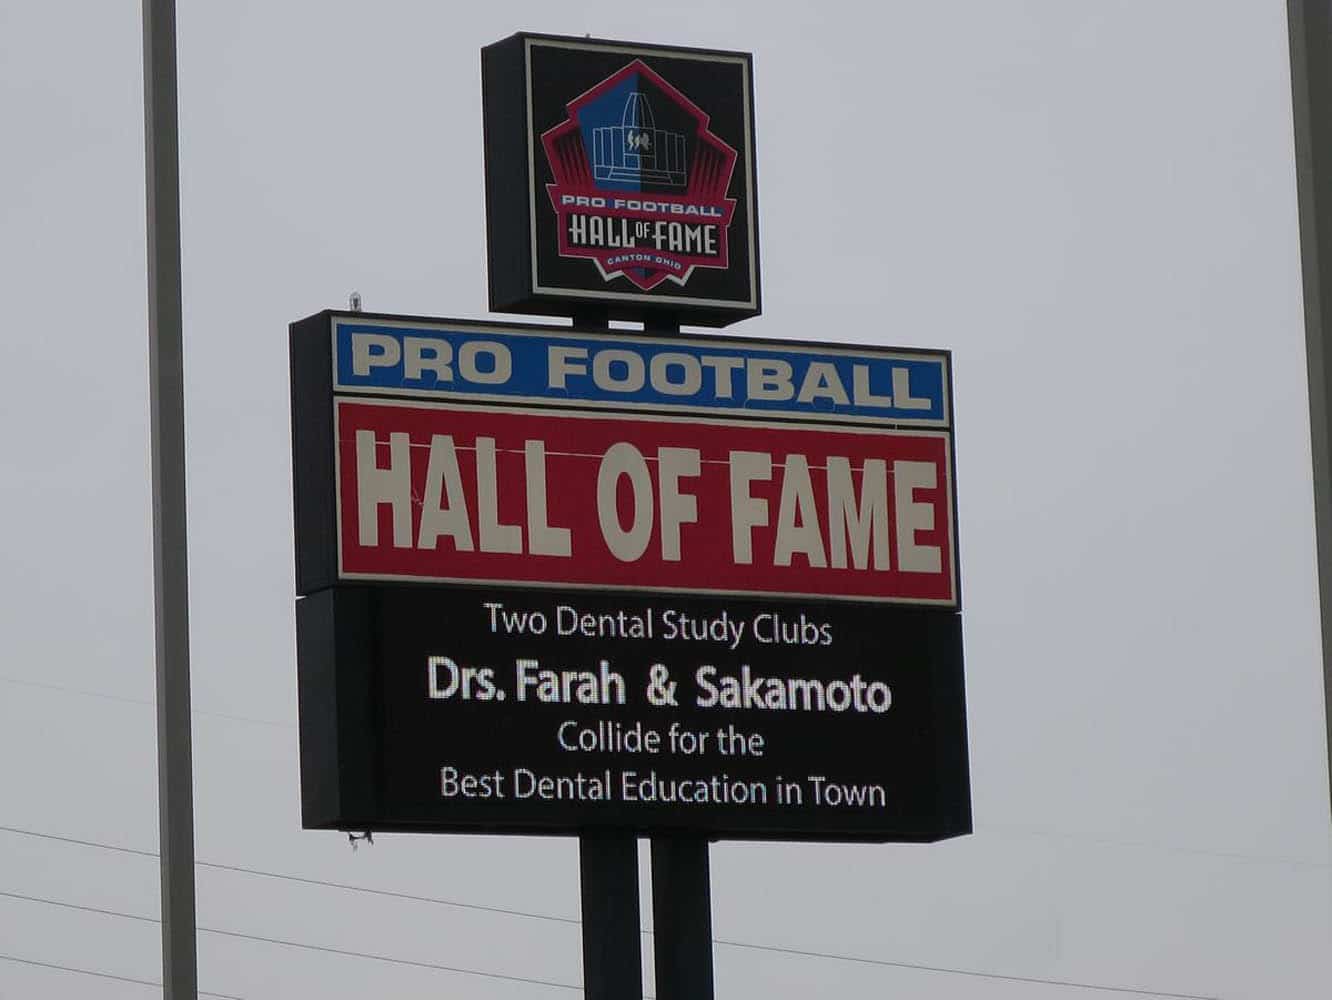 PRO FOOTBALL
HALL OF FAME
CANTON OHIO
PRO FOOTBALL
HALL OF FAME
Two Dental Study Clubs
Drs. Farah & Sakamoto
Collide for the
Best Dental Education in Town